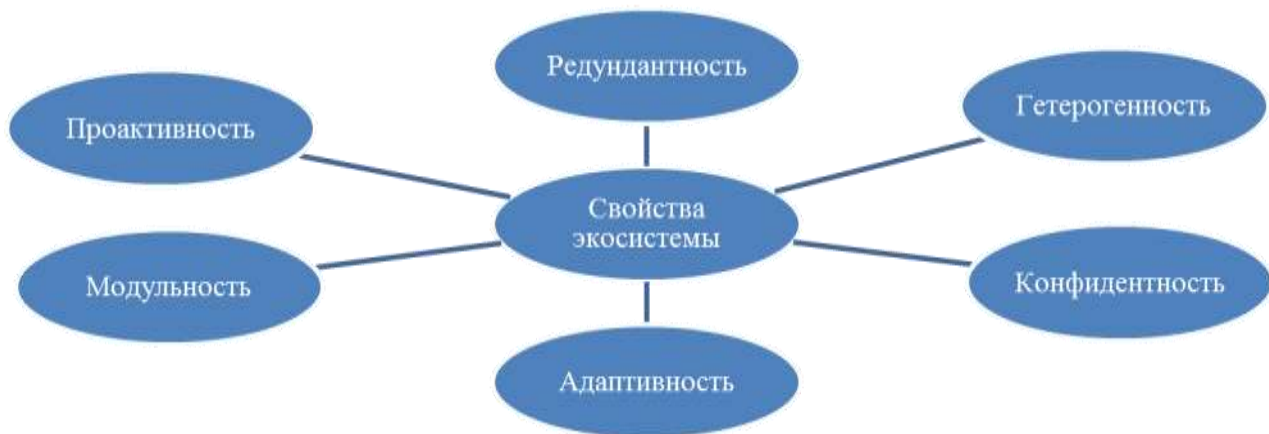 Редундантность
Гетерогенность
Проактивность
Свойства
экосистемы
Модульность
Конфидентность
Адаптивность